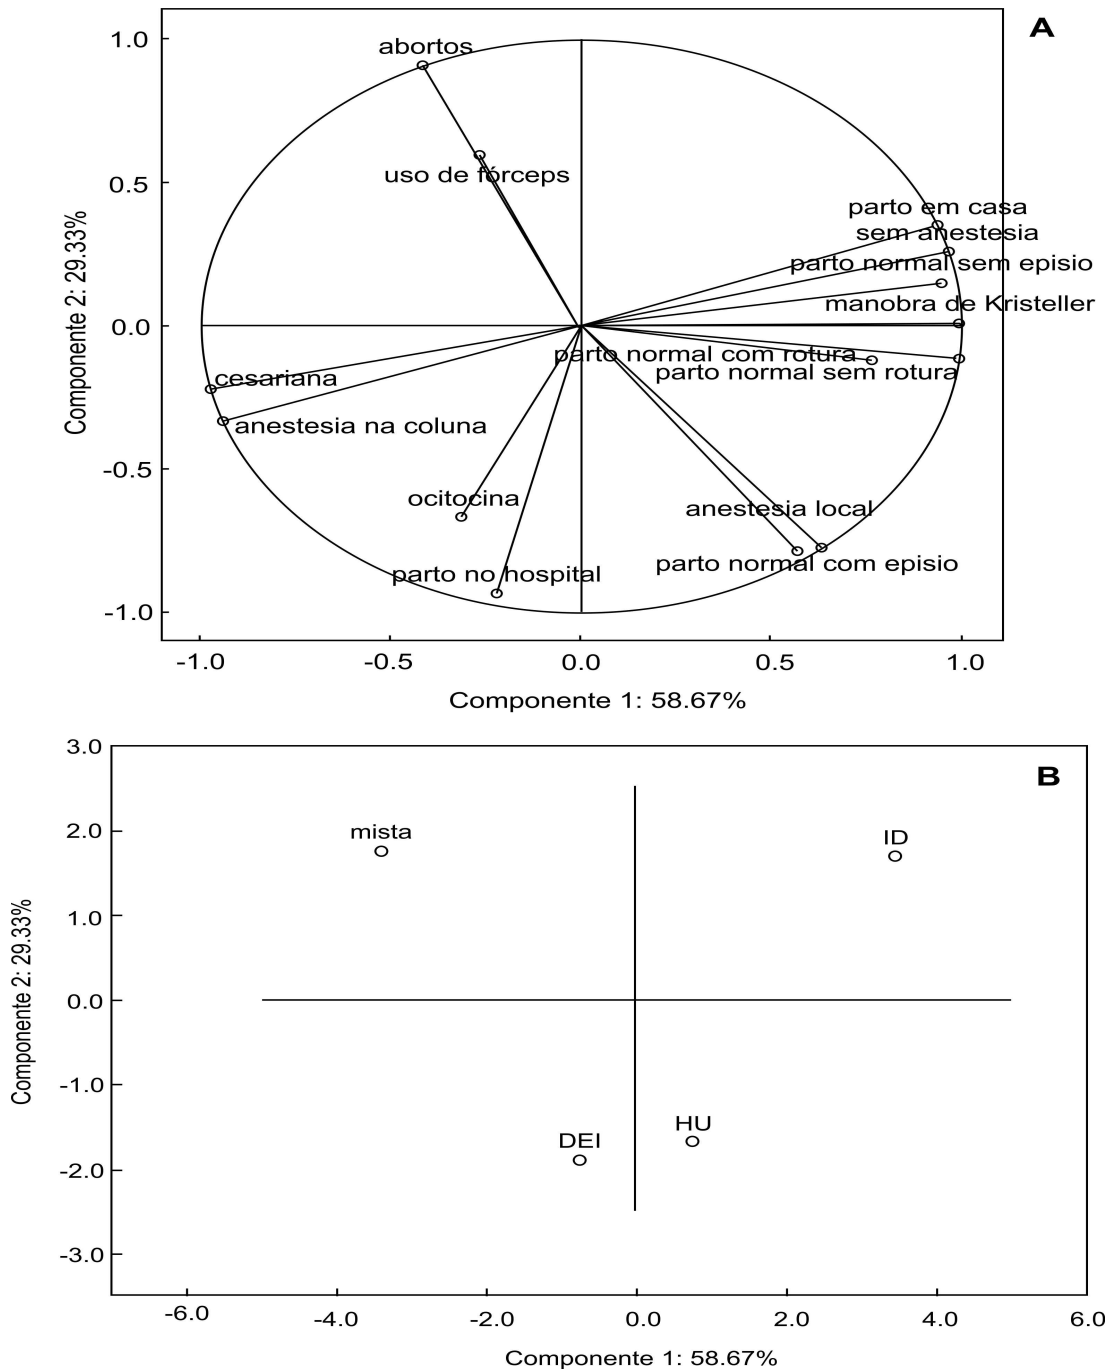 A
1.0
abortos
uso de fórceps
0.5
parto em casa
sem anestesia
parto normal sem episio
manobra de Kristeller
0.0
parto normal com rotura
parto normal sem rotura
cesariana
anestesia na coluna
-0.5
ocitocina
anestesia local
parto normal com episio
parto no hospital
-1.0
Componente 2: 29.33%
-1.0 -0.5 0.0 0.5 1.0
Componente 1: 58.67%
3.0
B
mista
ID
2.0
1.0
0.0
-1.0
HU
DEI
-2.0
-3.0
Componente 2: 29.33%
-6.0 -4.0 -2.0 0.0 2.0 4.0 6.0
Componente 1: 58.67%